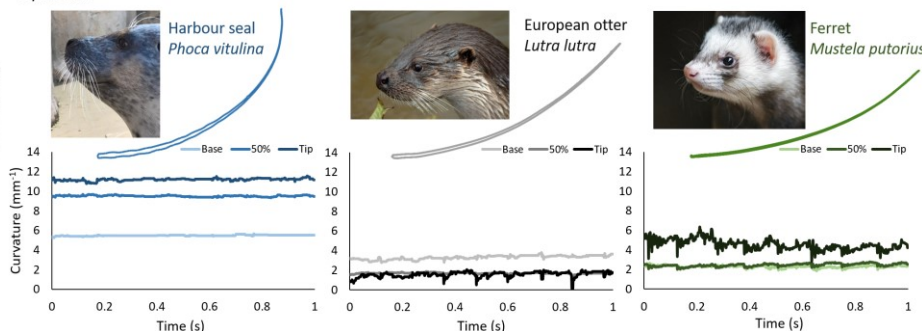 Harbour seal
Phoca vitulina
European otter
Lutra lutra
Ferret
Mustela putorius
Base 50% Tip
Base 50% Tip
Base 50% Tip
Curvature (mm⁻¹)
14
12
10
8
6
4
2
0
0 0.2 0.4 0.6 0.8 1
Time (s)
14
12
10
8
6
4
2
0
0 0.2 0.4 0.6 0.8 1
Time (s)
14
12
10
8
6
4
2
0
0 0.2 0.4 0.6 0.8 1
Time (s)